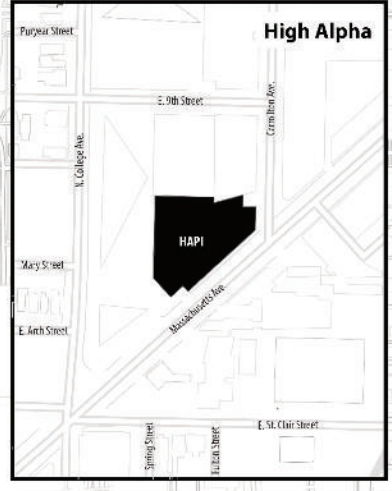 High Alpha
Puryear Street
E. 9th Street
Carrollton Ave.
N. College Ave.
HAPI
Mary Street
Massachusetts Ave.
E. Arch Street
E. St. Clair Street
Spring Street
Fulton Street